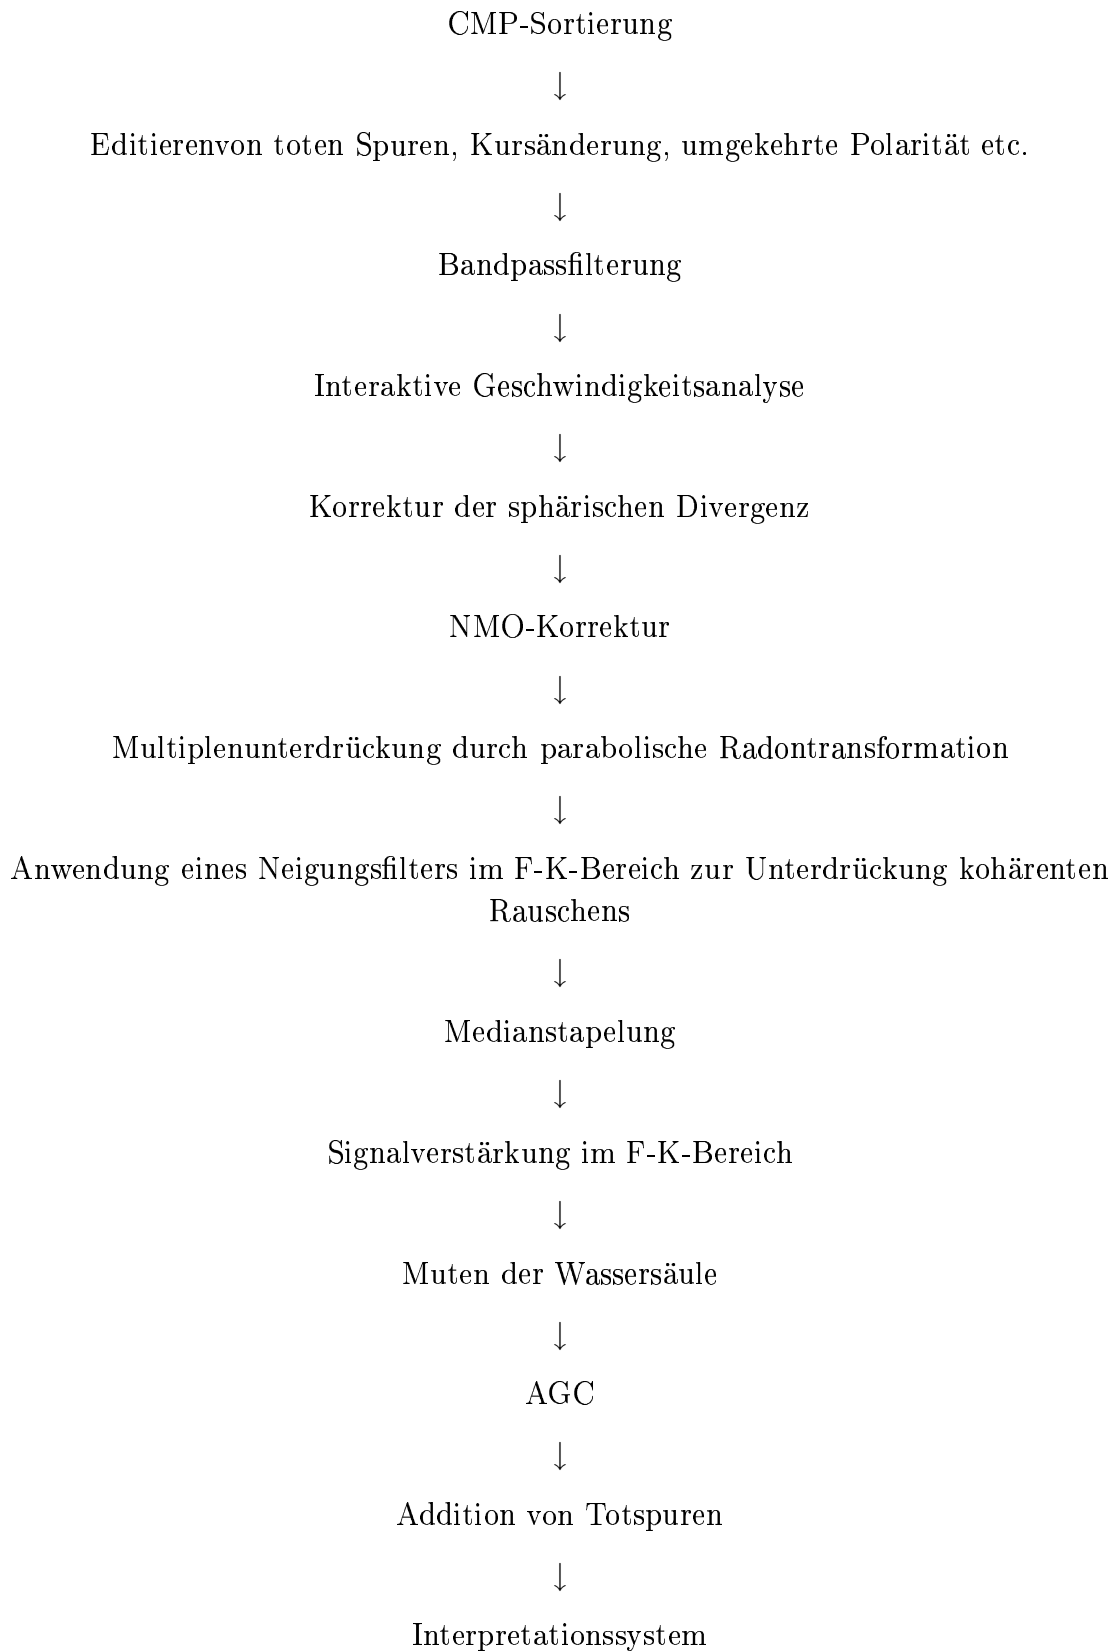 CMP-Sortierung
↓
Editierenvon toten Spuren, Kursänderung, umgekehrte Polarität etc.
↓
Bandpassfilterung
↓
Interaktive Geschwindigkeitsanalyse
↓
Korrektur der sphärischen Divergenz
↓
NMO-Korrektur
↓
Multiplenunterdrückung durch parabolische Radontransformation
↓
Anwendung eines Neigungsfilters im F-K-Bereich zur Unterdrückung kohärenten
Rauschens
↓
Medianstapelung
↓
Signalverstärkung im F-K-Bereich
↓
Muten der Wassersäule
↓
AGC
↓
Addition von Totspuren
↓
Interpretationssystem